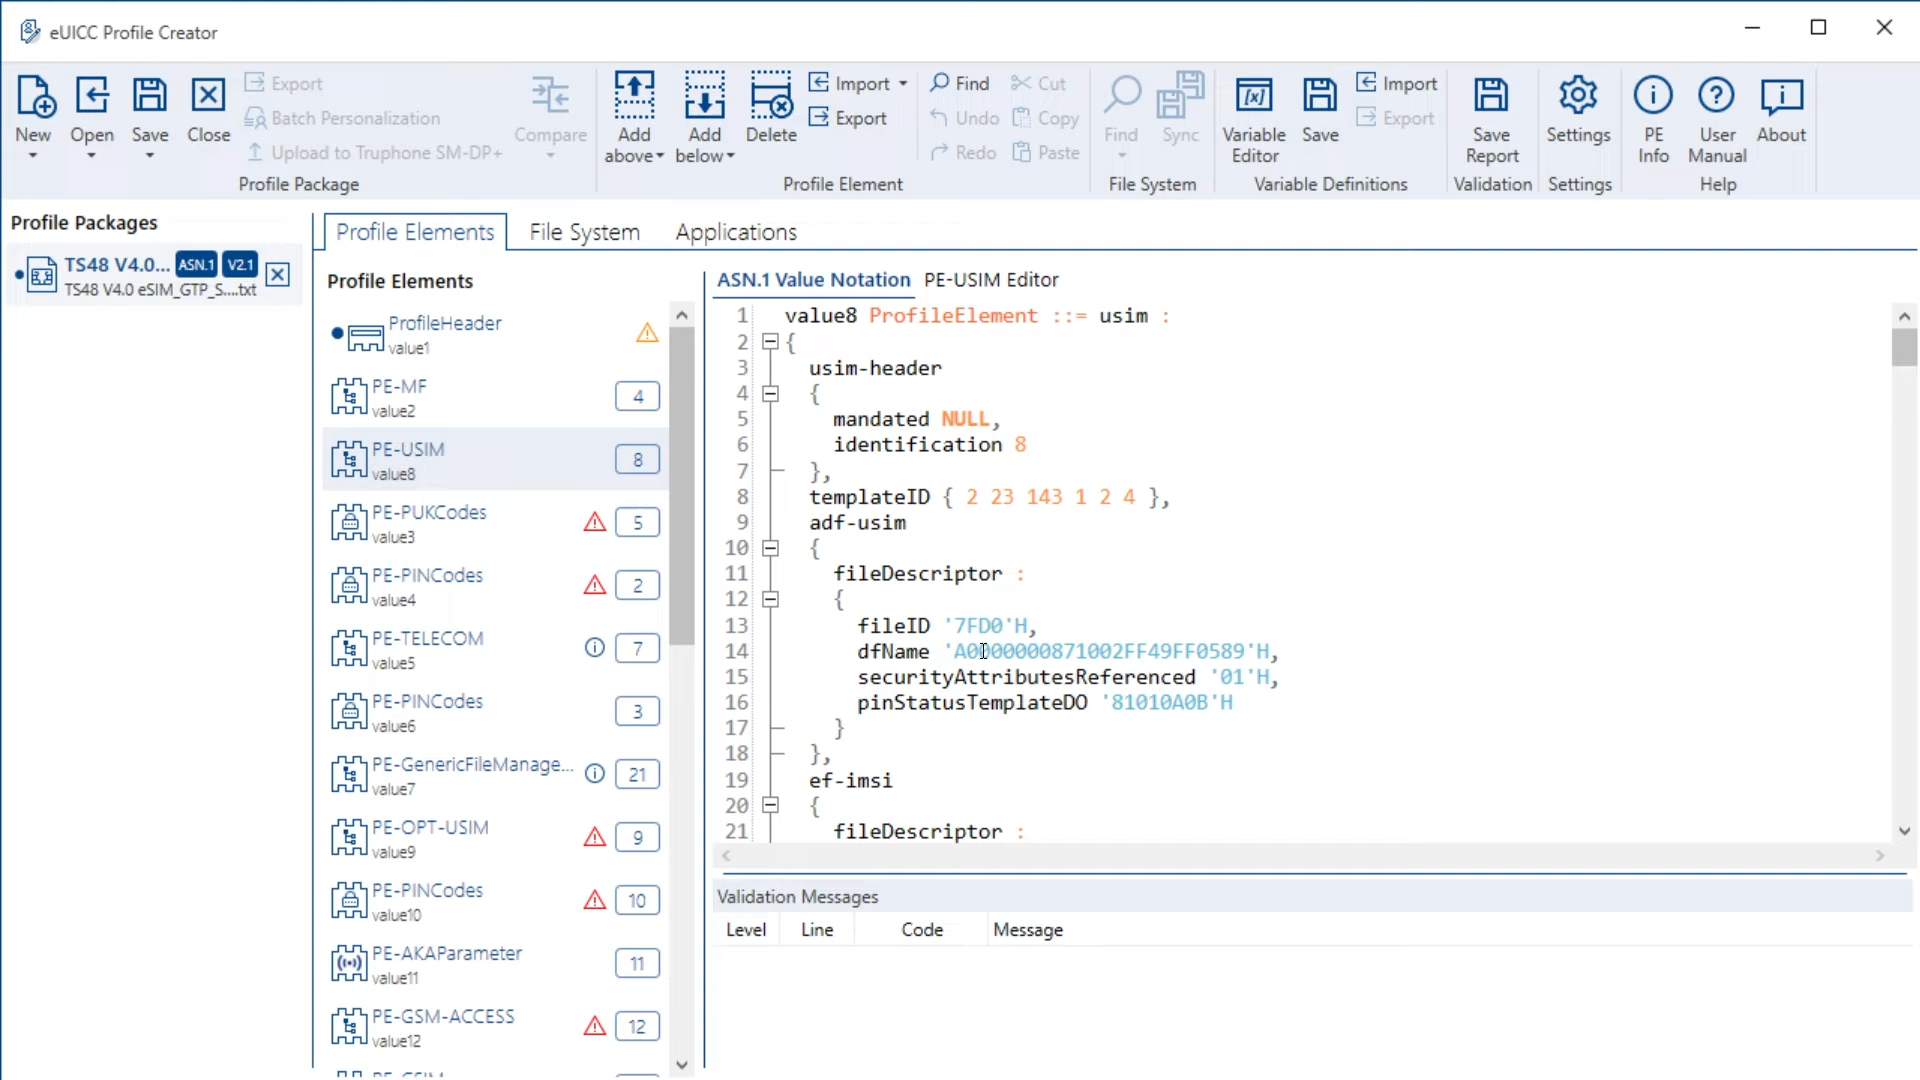 eUICC Profile Creator
New
Open
Save
Close
Export
Batch Personalization
Upload to Truphone SM-DP+
Compare
Profile Package
Add above
Add below
Delete
Import
Export
Find
Undo
Redo
Cut
Copy
Paste
Profile Element
Find
Sync
File System
Variable Editor
Save
Import
Export
Variable Definitions
Save Report
Validation
Settings
Settings
PE Info
User Manual
About
Help
Profile Packages
TS48 V4.0... ASN.1 V2.1
TS48 V4.0 eSIM_GTP_S....txt
Profile Elements File System Applications
Profile Elements
ProfileHeader
value1
PE-MF
value2
4
PE-USIM
value8
8
PE-PUKCodes
value3
5
PE-PINCodes
value4
2
PE-TELECOM
value5
7
PE-PINCodes
value6
3
PE-GenericFileManage...
value7
21
PE-OPT-USIM
value9
9
PE-PINCodes
value10
10
PE-AKAParameter
value11
11
PE-GSM-ACCESS
value12
12
ASN.1 Value Notation PE-USIM Editor
1 value8 ProfileElement ::= usim :
2 {
3 usim-header
4 {
5 mandated NULL,
6 identification 8
7 },
8 templateID { 2 23 143 1 2 4 },
9 adf-usim
10 {
11 fileDescriptor :
12 {
13 fileID '7FD0'H,
14 dfName 'A0000000871002FF49FF0589'H,
15 securityAttributesReferenced '01'H,
16 pinStatusTemplateDO '81010A0B'H
17 }
18 },
19 ef-imsi
20 {
21 fileDescriptor :
Validation Messages
Level Line Code Message